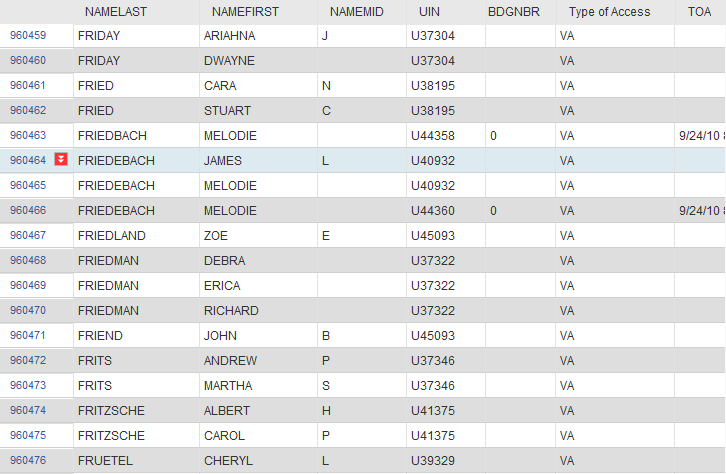 NAMELAST NAMEFIRST NAMEMID UIN BDGNBR Type of Access TOA
960459 FRIDAY ARIAHNA J U37304 VA
960460 FRIDAY DWAYNE U37304 VA
960461 FRIED CARA N U38195 VA
960462 FRIED STUART C U38195 VA
960463 FRIEDBACH MELODIE U44358 0 VA 9/24/10 8
960464 FRIEDEBACH JAMES L U40932 VA
960465 FRIEDEBACH MELODIE U40932 VA
960466 FRIEDEBACH MELODIE U44360 0 VA 9/24/10 8
960467 FRIEDLAND ZOE E U45093 VA
960468 FRIEDMAN DEBRA U37322 VA
960469 FRIEDMAN ERICA U37322 VA
960470 FRIEDMAN RICHARD U37322 VA
960471 FRIEND JOHN B U45093 VA
960472 FRITS ANDREW P U37346 VA
960473 FRITS MARTHA S U37346 VA
960474 FRITZSCHE ALBERT H U41375 VA
960475 FRITZSCHE CAROL P U41375 VA
960476 FRUETEL CHERYL L U39329 VA